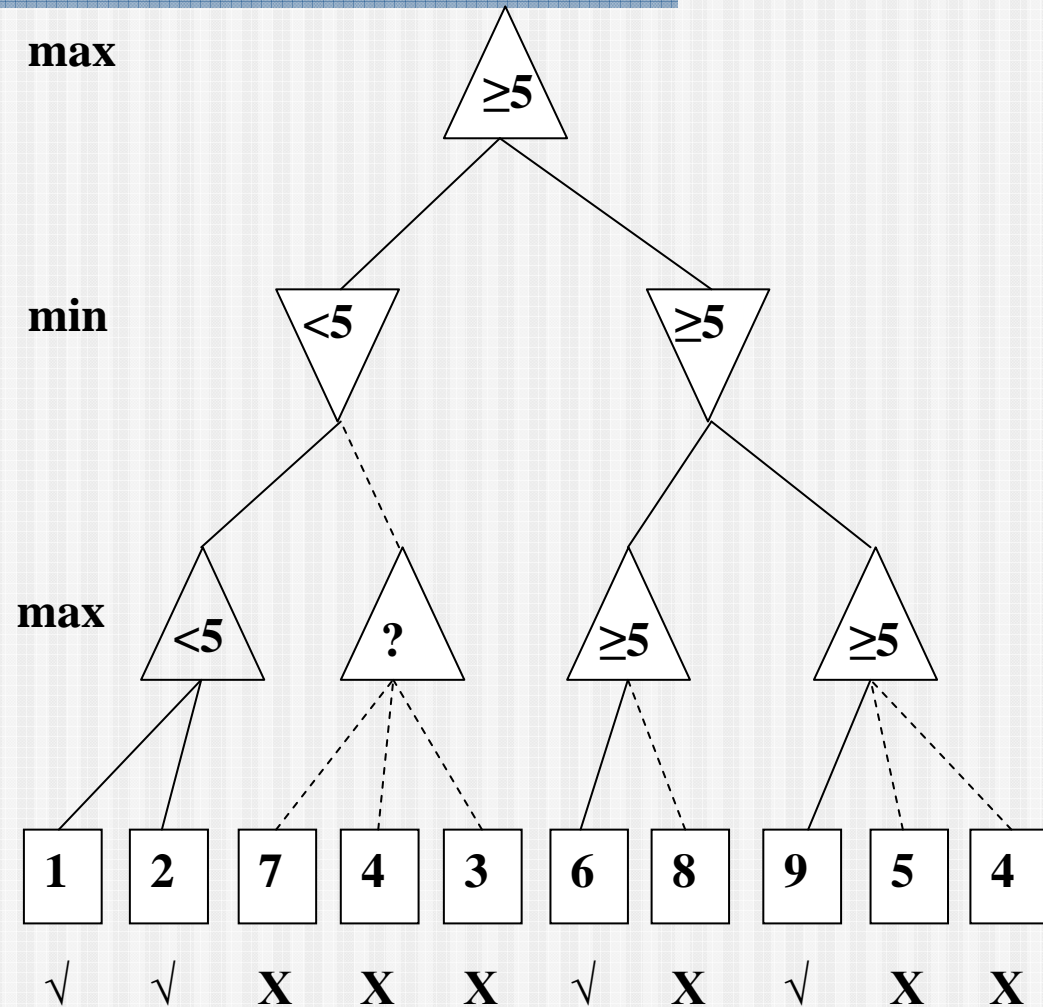 max
≥5
min
<5 ≥5
max
<5 ? ≥5 ≥5
1 2 7 4 3 6 8 9 5 4
√ √ X X X √ X √ X X